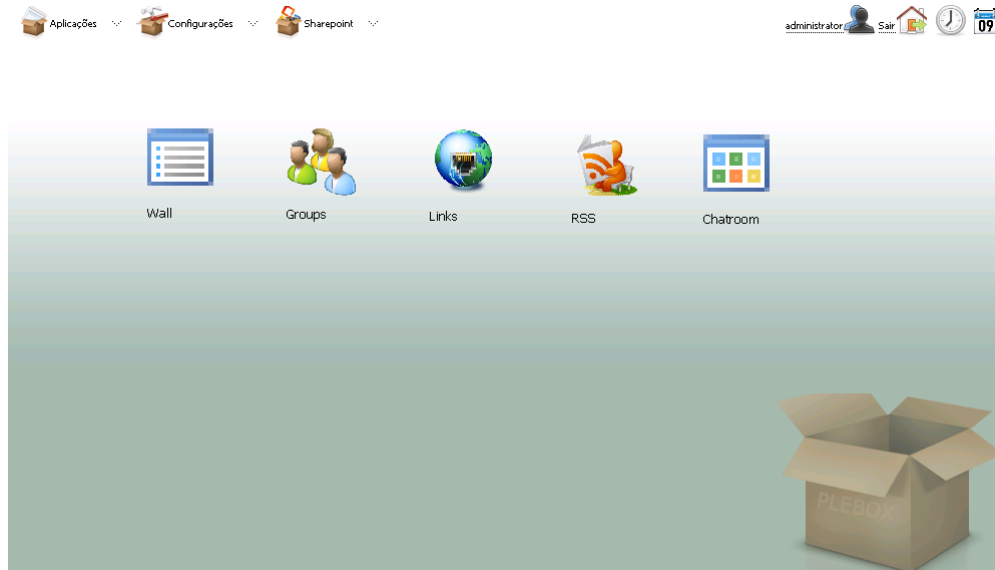 Aplicações
Configurações
Sharepoint
administrator
Sair
09
Wall
Groups
Links
RSS
Chatroom
PLEBOX